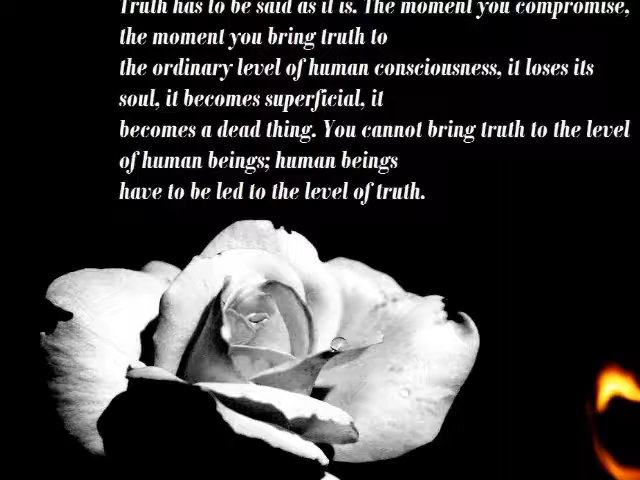 Truth has to be said as it is. The moment you compromise,
the moment you bring truth to
the ordinary level of human consciousness, it loses its
soul, it becomes superficial, it
becomes a dead thing. You cannot bring truth to the level
of human beings; human beings
have to be led to the level of truth.